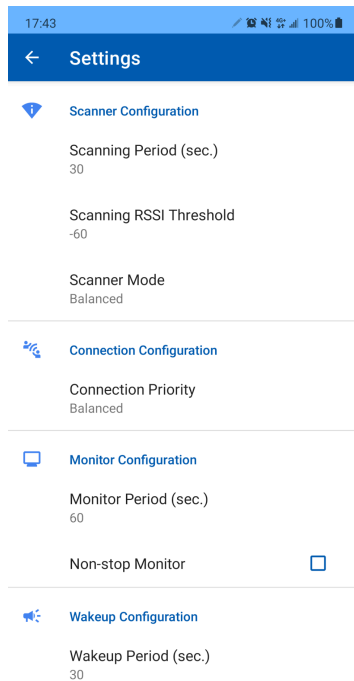 17:43
100%
Settings
Scanner Configuration
Scanning Period (sec.)
30
Scanning RSSI Threshold
-60
Scanner Mode
Balanced
Connection Configuration
Connection Priority
Balanced
Monitor Configuration
Monitor Period (sec.)
60
Non-stop Monitor
Wakeup Configuration
Wakeup Period (sec.)
30